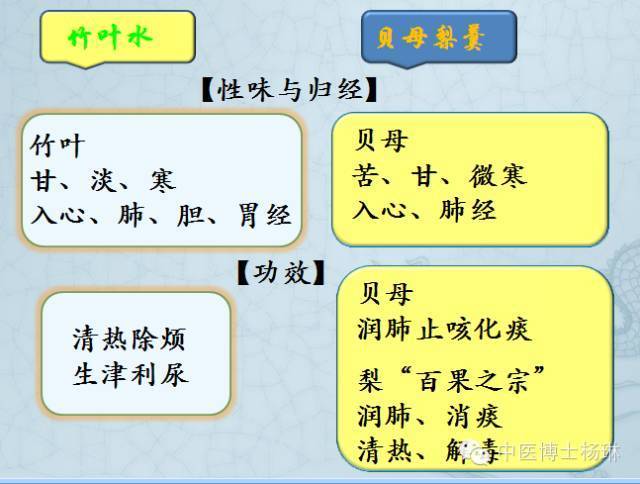 竹叶水
贝母梨羹
【性味与归经】
竹叶
甘、淡、寒
入心、肺、胆、胃经
贝母
苦、甘、微寒
入心、肺经
【功效】
清热除烦
生津利尿
贝母
润肺止咳化痰
梨“百果之宗”
润肺、消痰
清热、解毒
中医博士杨琳